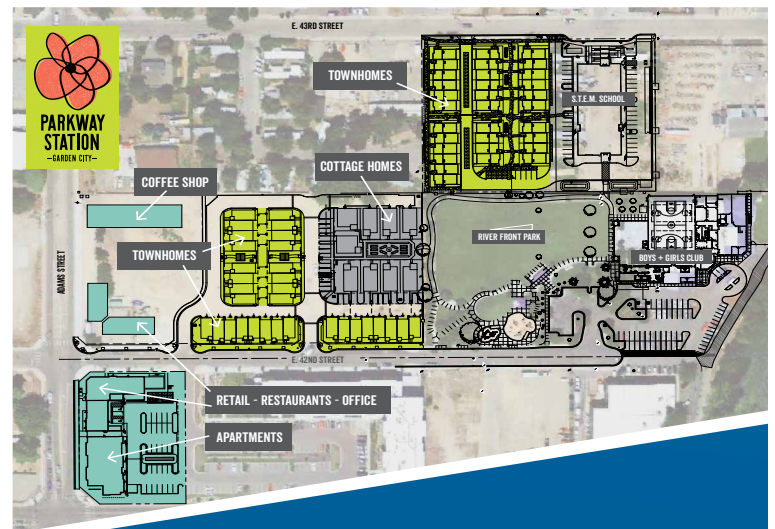 E. 43RD STREET
PARKWAY
STATION
—GARDEN CITY—
TOWNHOMES
S.T.E.M. SCHOOL
COTTAGE HOMES
COFFEE SHOP
TOWNHOMES
RIVER FRONT PARK
BOYS + GIRLS CLUB
ADAMS STREET
E. 42ND STREET
RETAIL - RESTAURANTS - OFFICE
APARTMENTS